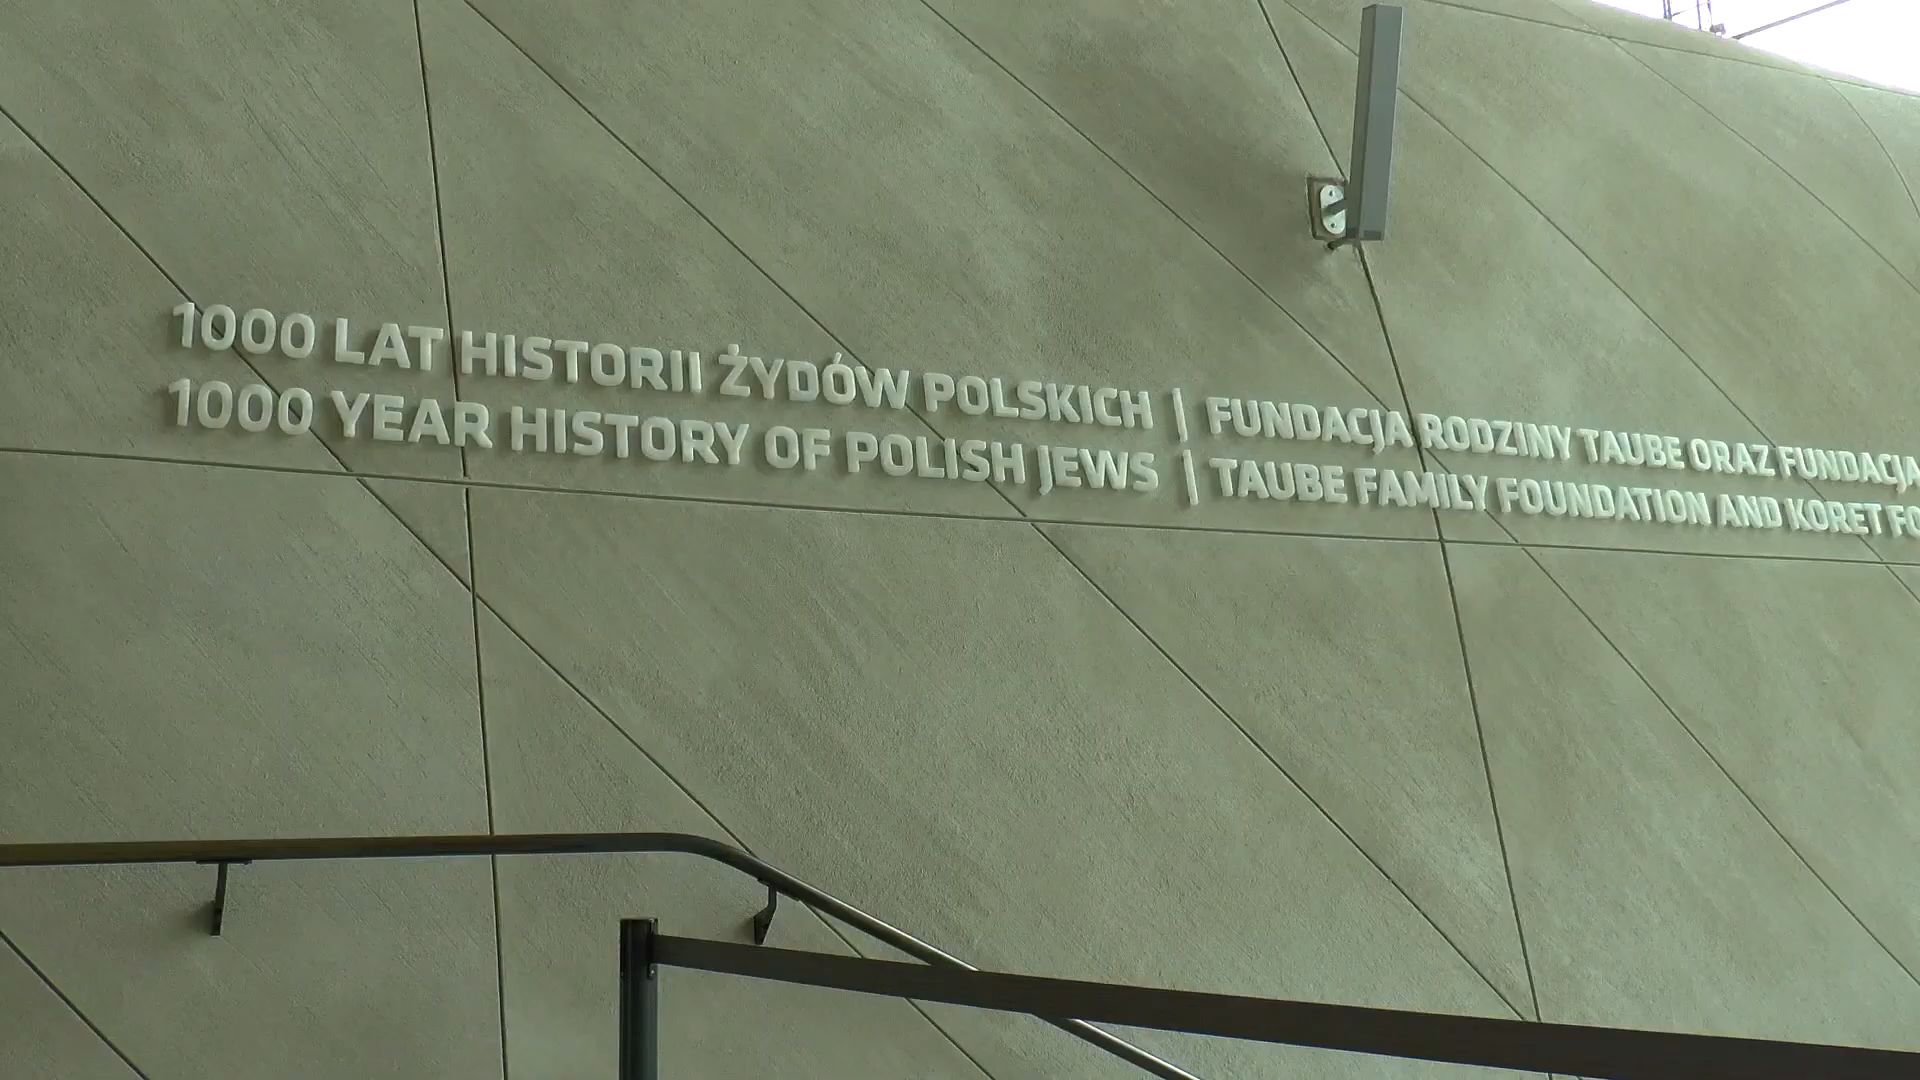 1000 LAT HISTORII ŻYDÓW POLSKICH | FUNDACJA RODZINY TAUBE ORAZ FUNDACJA
1000 YEAR HISTORY OF POLISH JEWS | TAUBE FAMILY FOUNDATION AND KORET